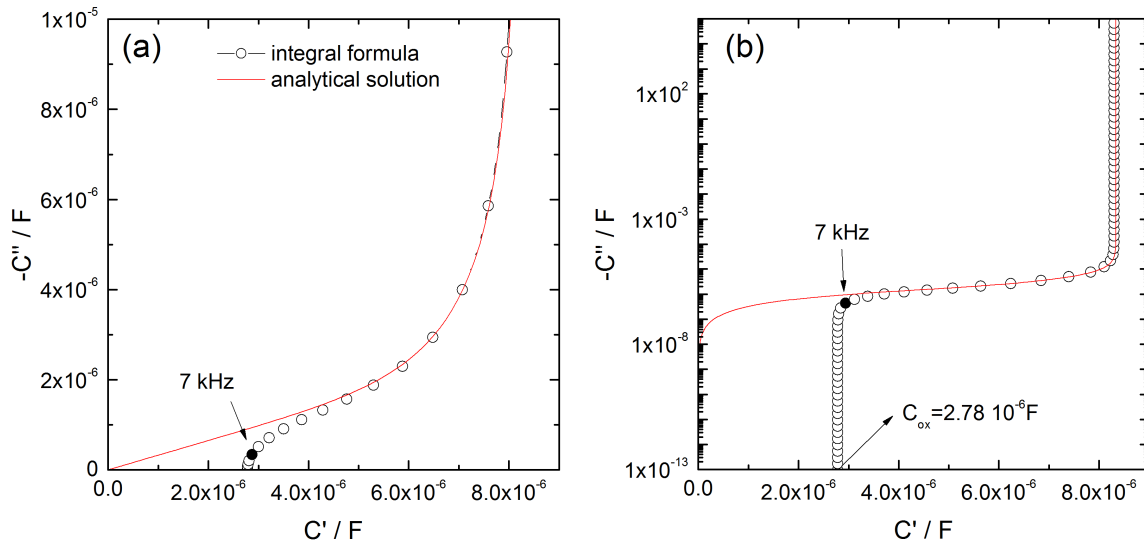 (a)
integral formula
analytical solution
1x10⁻⁵
8x10⁻⁶
6x10⁻⁶
4x10⁻⁶
2x10⁻⁶
0
-C'' / F
7 kHz
0.0
2.0x10⁻⁶
4.0x10⁻⁶
6.0x10⁻⁶
8.0x10⁻⁶
C' / F
(b)
1x10²
1x10⁻³
1x10⁻⁸
1x10⁻¹³
-C'' / F
7 kHz
Cₒₓ=2.78 10⁻⁶F
0.0
2.0x10⁻⁶
4.0x10⁻⁶
6.0x10⁻⁶
8.0x10⁻⁶
C' / F